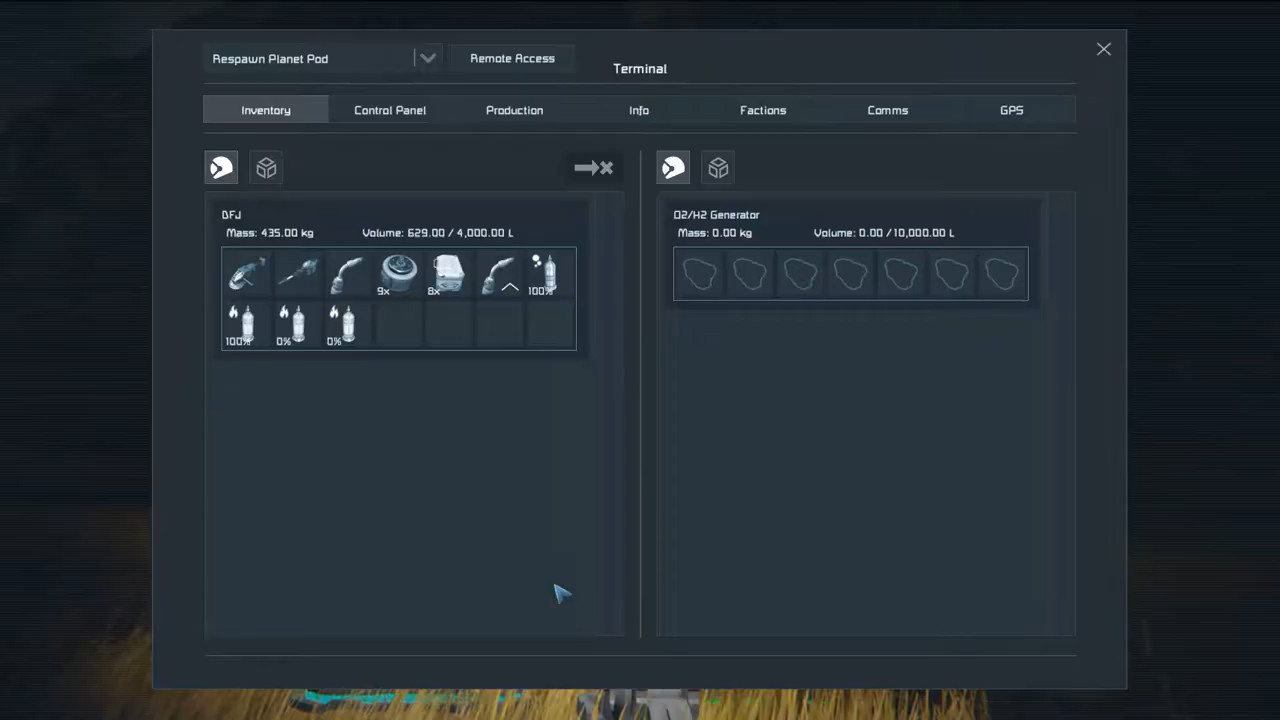 Respawn Planet Pod
Remote Access
Terminal
Inventory
Control Panel
Production
Info
Factions
Comms
GPS
DFJ
Mass: 435.00 kg Volume: 629.00 / 4,000.00 L
9x 8x 100%
100% 0% 0%
O2/H2 Generator
Mass: 0.00 kg Volume: 0.00 / 10,000.00 L